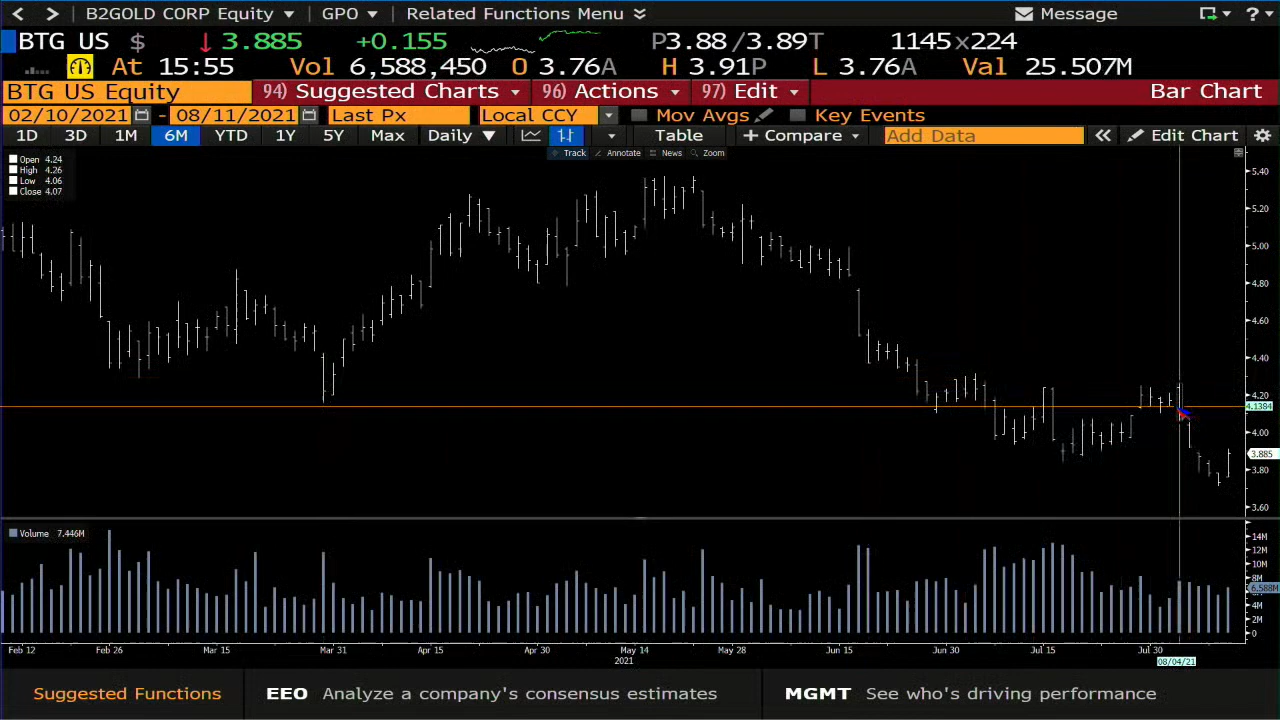 B2GOLD CORP Equity GPO Related Functions Menu Message ?
BTG US $ 3.885 +0.155 P3.88 /3.89T 1145x224
At 15:55 Vol 6,588,450 O 3.76A H 3.91P L 3.76A Val 25.507M
BTG US Equity 94) Suggested Charts 96) Actions 97) Edit Bar Chart
02/10/2021 - 08/11/2021 Last Px Local CCY Mov Avgs Key Events
1D 3D 1M 6M YTD 1Y 5Y Max Daily Table + Compare Add Data Edit Chart
Track Annotate News Zoom
Open 4.24
High 4.26
Low 4.06
Close 4.07
5.40
5.20
5.00
4.80
4.60
4.40
4.20
4.1384
4.00
3.885
3.80
3.60
Volume 7.446M
14M
12M
10M
8M
6.588M
4M
2M
0
Feb 12 Feb 26 Mar 15 Mar 31 Apr 15 Apr 30 May 14 May 28 Jun 15 Jun 30 Jul 15 Jul 30
2021 08/04/21
Suggested Functions EEO Analyze a company's consensus estimates MGMT See who's driving performance